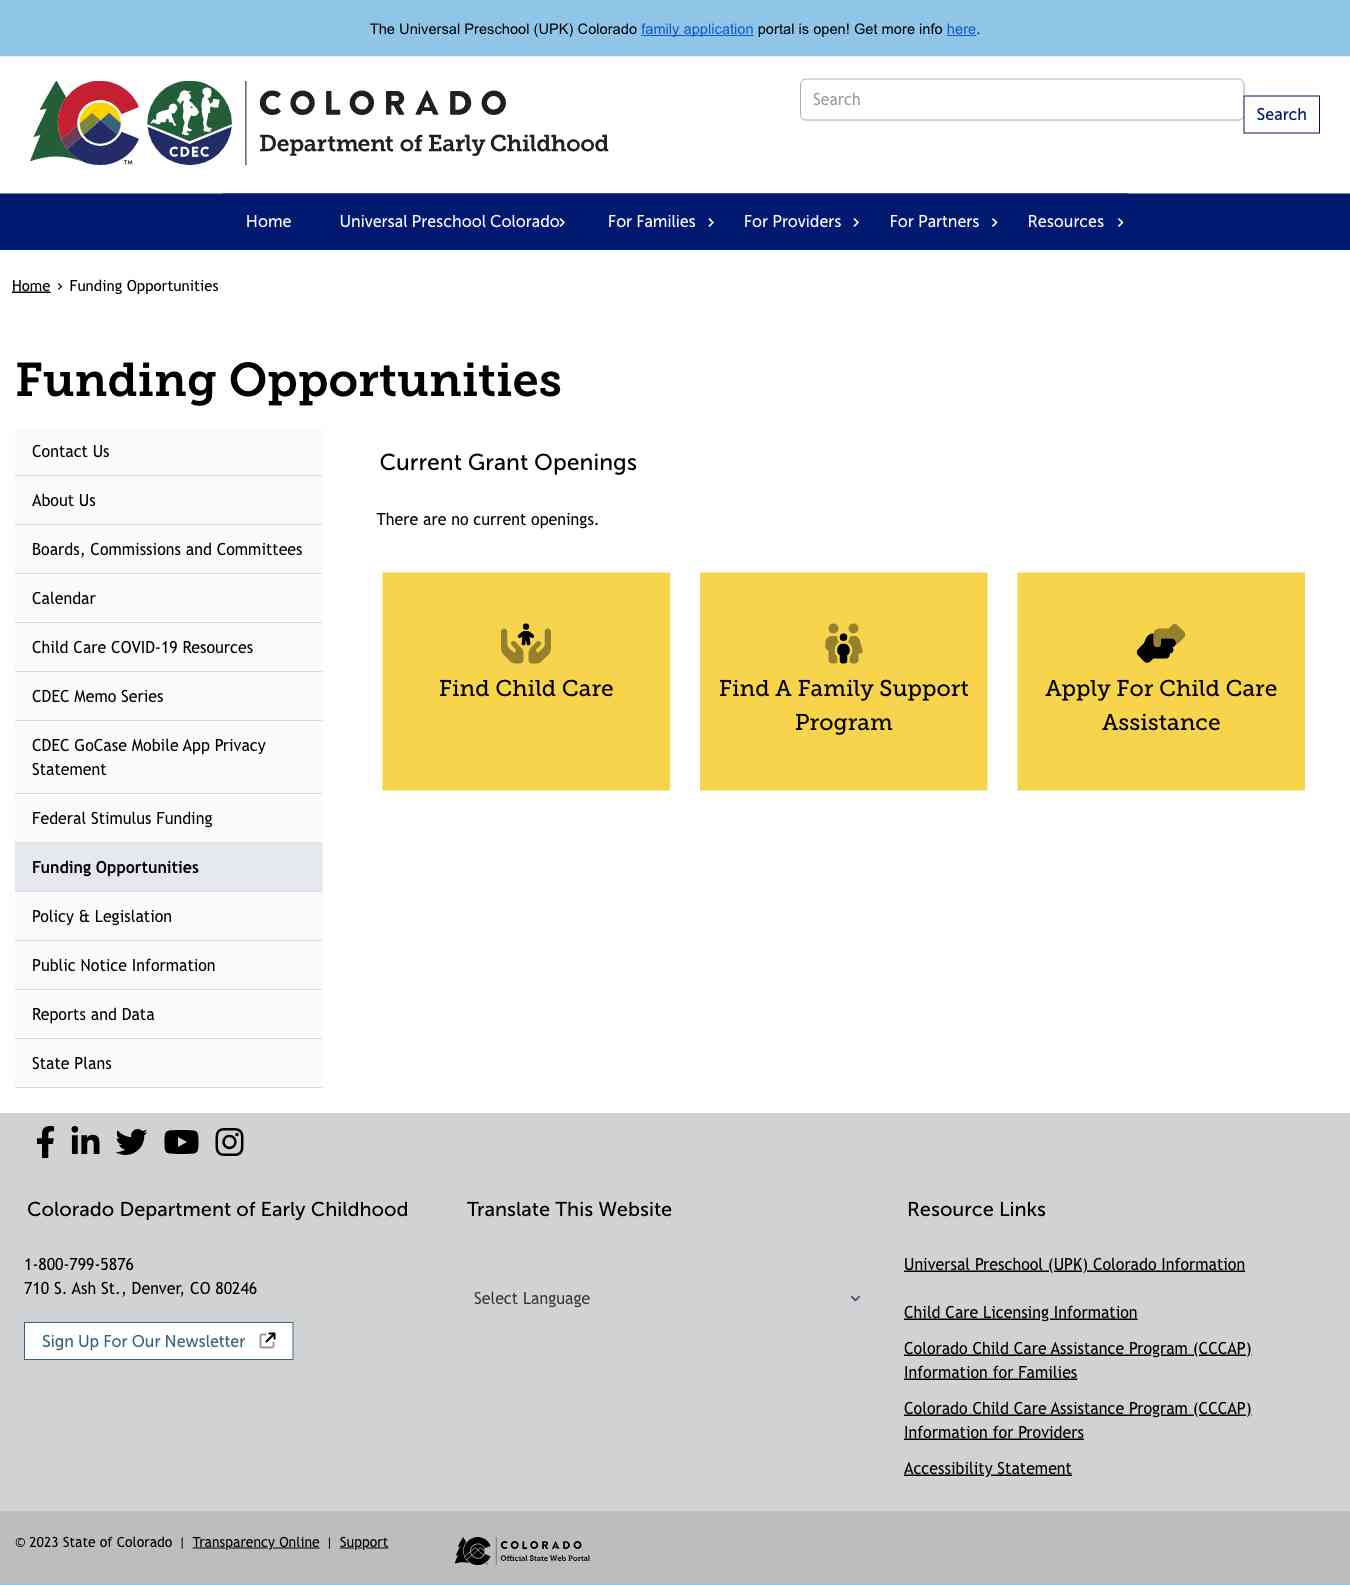 The Universal Preschool (UPK) Colorado family application portal is open! Get more info here.
CDEC
TM
COLORADO
Department of Early Childhood
Search
Search
Home
Universal Preschool Colorado
For Families
For Providers
For Partners
Resources
Home › Funding Opportunities
Funding Opportunities
Contact Us
About Us
Boards, Commissions and Committees
Calendar
Child Care COVID-19 Resources
CDEC Memo Series
CDEC GoCase Mobile App Privacy
Statement
Federal Stimulus Funding
Funding Opportunities
Policy & Legislation
Public Notice Information
Reports and Data
State Plans
Current Grant Openings
There are no current openings.
Find Child Care
Find A Family Support
Program
Apply For Child Care
Assistance
Colorado Department of Early Childhood
1-800-799-5876
710 S. Ash St., Denver, CO 80246
Sign Up For Our Newsletter
Translate This Website
Select Language
Resource Links
Universal Preschool (UPK) Colorado Information
Child Care Licensing Information
Colorado Child Care Assistance Program (CCCAP)
Information for Families
Colorado Child Care Assistance Program (CCCAP)
Information for Providers
Accessibility Statement
© 2023 State of Colorado | Transparency Online | Support
COLORADO
Official State Web Portal